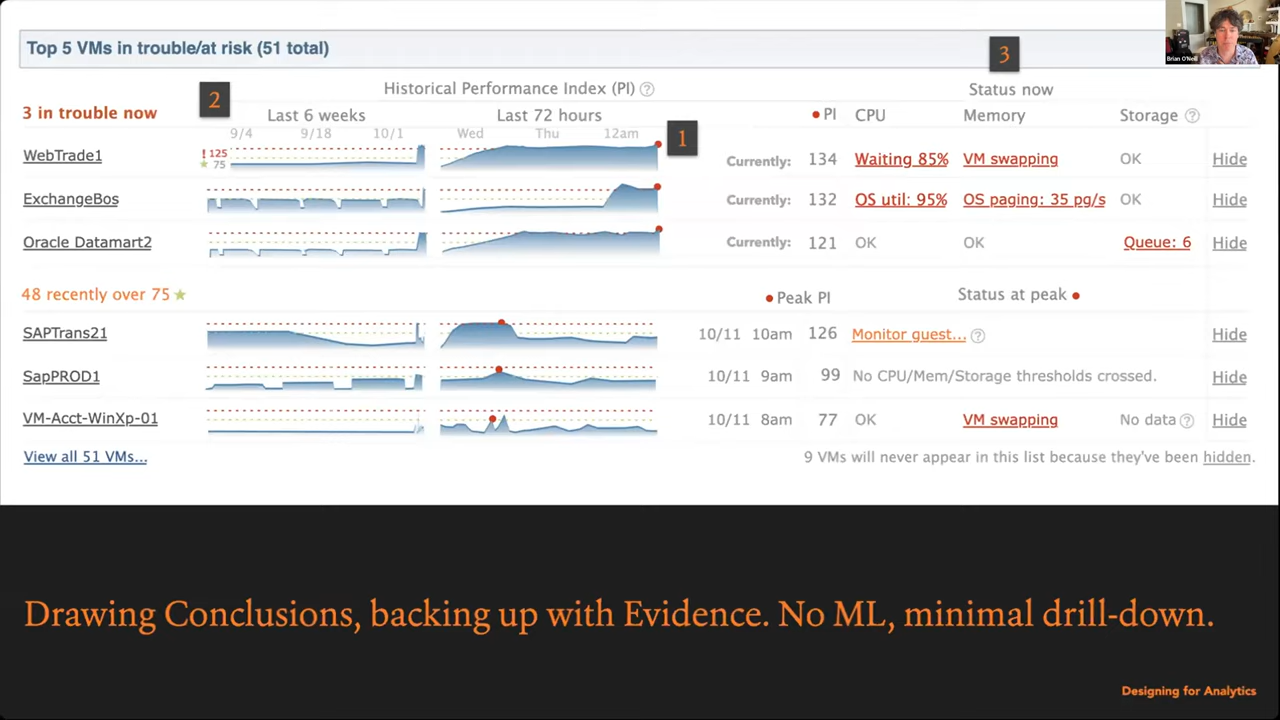 Top 5 VMs in trouble/at risk (51 total)
Brian O'Neill
3
Historical Performance Index (PI) ?
Status now
3 in trouble now
2
Last 6 weeks
Last 72 hours
PI
CPU
Memory
Storage ?
9/4 9/18 10/1
Wed Thu 12am
1
WebTrade1
! 125
★ 75
Currently: 134 Waiting 85% VM swapping OK Hide
ExchangeBos
Currently: 132 OS util: 95% OS paging: 35 pg/s OK Hide
Oracle Datamart2
Currently: 121 OK OK Queue: 6 Hide
48 recently over 75 ★
Peak PI
Status at peak
SAPTrans21
10/11 10am 126 Monitor guest... ? Hide
SapPROD1
10/11 9am 99 No CPU/Mem/Storage thresholds crossed. Hide
VM-Acct-WinXp-01
10/11 8am 77 OK VM swapping No data ? Hide
View all 51 VMs...
9 VMs will never appear in this list because they've been hidden.
Drawing Conclusions, backing up with Evidence. No ML, minimal drill-down.
Designing for Analytics